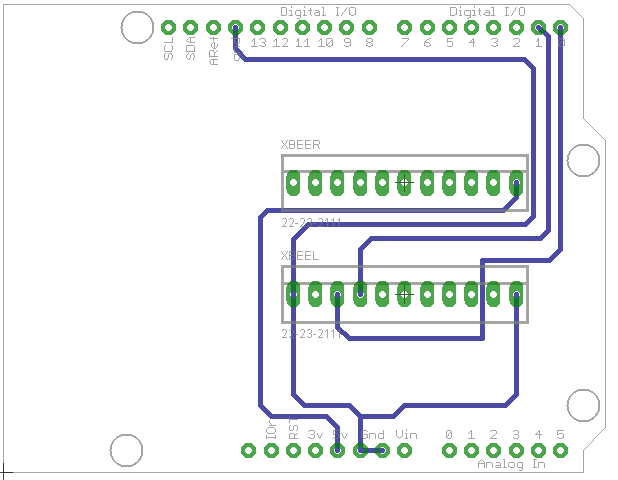 Digital I/O Digital I/O
SCL SDA ARef gnd 13 12 11 10 9 8 7 6 5 4 3 2 1 0
XBEER
22-23-2111
XBEEL
22-23-2111
IOr RST 3v 5v Gnd Vin 0 1 2 3 4 5
Analog In